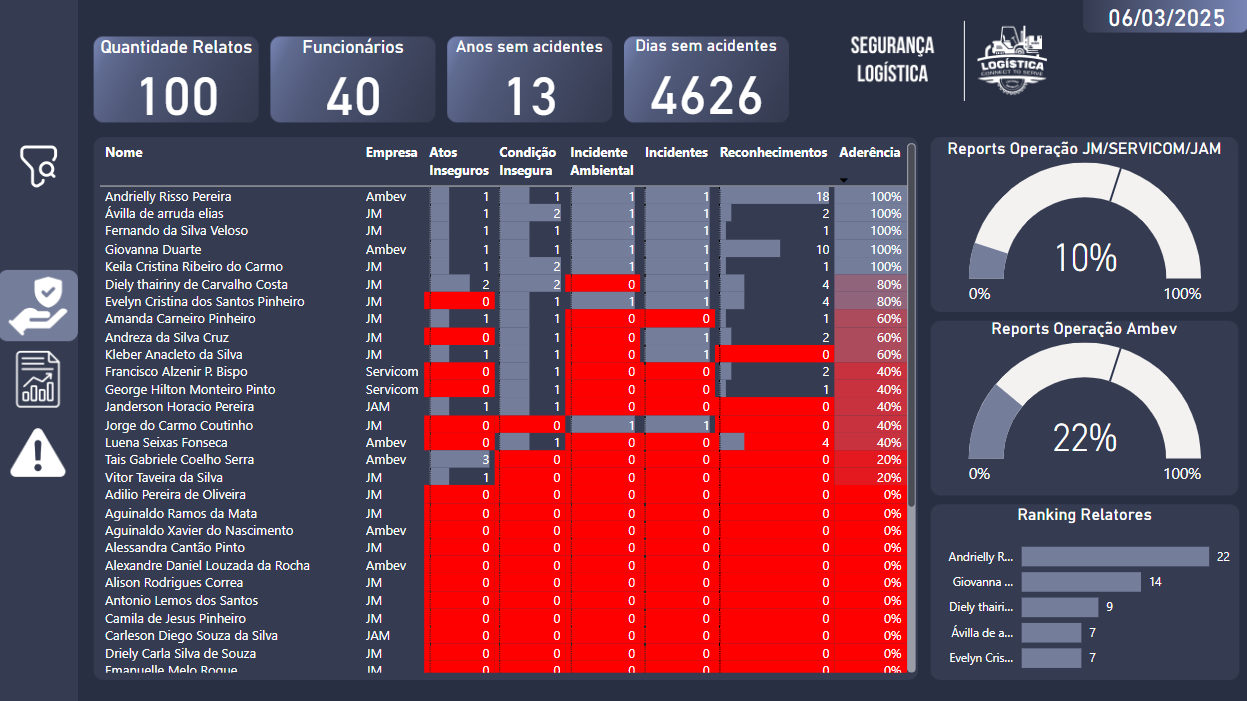 06/03/2025
Quantidade Relatos
100
Funcionários
40
Anos sem acidentes
13
Dias sem acidentes
4626
SEGURANÇA
LOGÍSTICA
LOGÍSTICA
CONNECT TO SERVE
Nome Empresa Atos Inseguros Condição Insegura Incidente Ambiental Incidentes Reconhecimentos Aderência
Andrielly Risso Pereira Ambev 1 1 1 1 18 100%
Ávilla de arruda elias JM 1 2 1 1 2 100%
Fernando da Silva Veloso JM 1 1 1 1 1 100%
Giovanna Duarte Ambev 1 1 1 1 10 100%
Keila Cristina Ribeiro do Carmo JM 1 2 1 1 1 100%
Diely thairiny de Carvalho Costa JM 2 2 0 1 4 80%
Evelyn Cristina dos Santos Pinheiro JM 0 1 1 1 4 80%
Amanda Carneiro Pinheiro JM 1 1 0 0 1 60%
Andreza da Silva Cruz JM 0 1 0 1 2 60%
Kleber Anacleto da Silva JM 1 1 0 1 0 60%
Francisco Alzenir P. Bispo Servicom 0 1 0 0 2 40%
George Hilton Monteiro Pinto Servicom 0 1 0 0 1 40%
Janderson Horacio Pereira JAM 1 1 0 0 0 40%
Jorge do Carmo Coutinho JM 0 0 1 1 0 40%
Luena Seixas Fonseca Ambev 0 1 0 0 4 40%
Tais Gabriele Coelho Serra Ambev 3 0 0 0 0 20%
Vitor Taveira da Silva JM 1 0 0 0 0 20%
Adilio Pereira de Oliveira JM 0 0 0 0 0 0%
Aguinaldo Ramos da Mata JM 0 0 0 0 0 0%
Aguinaldo Xavier do Nascimento Ambev 0 0 0 0 0 0%
Alessandra Cantão Pinto JM 0 0 0 0 0 0%
Alexandre Daniel Louzada da Rocha Ambev 0 0 0 0 0 0%
Alison Rodrigues Correa JM 0 0 0 0 0 0%
Antonio Lemos dos Santos JM 0 0 0 0 0 0%
Camila de Jesus Pinheiro JM 0 0 0 0 0 0%
Carleson Diego Souza da Silva JAM 0 0 0 0 0 0%
Driely Carla Silva de Souza JM 0 0 0 0 0 0%
Emanuelle Melo Roque JM 0 0 0 0 0 0%
Reports Operação JM/SERVICOM/JAM
10%
0% 100%
Reports Operação Ambev
22%
0% 100%
Ranking Relatores
Andrielly R... 22
Giovanna ... 14
Diely thairi... 9
Ávilla de a... 7
Evelyn Cris... 7